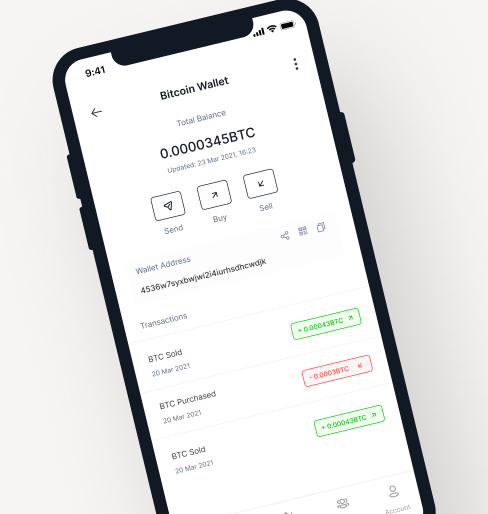 9:41
Bitcoin Wallet
Total Balance
0.0000345BTC
Updated: 23 Mar 2021, 16:23
Send
Buy
Sell
Wallet Address
4536w7syxbwjwi2i4iurhsdhcwdjk
Transactions
BTC Sold
+ 0.00043BTC
20 Mar 2021
BTC Purchased
- 0.0003BTC
20 Mar 2021
BTC Sold
+ 0.00043BTC
20 Mar 2021
Account